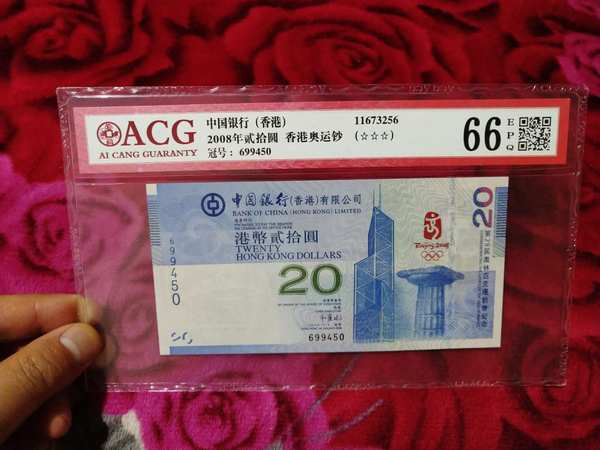 ACG
AI CANG GUARANTY
中国银行(香港)
2008年贰拾圆 香港奥运钞
冠号: 699450
11673256
(☆☆☆)
66
EPQ
中國銀行(香港)有限公司
BANK OF CHINA (HONG KONG) LIMITED
港幣貳拾圓
TWENTY
HONG KONG DOLLARS
20
699450
Beijing 2008
20
699450